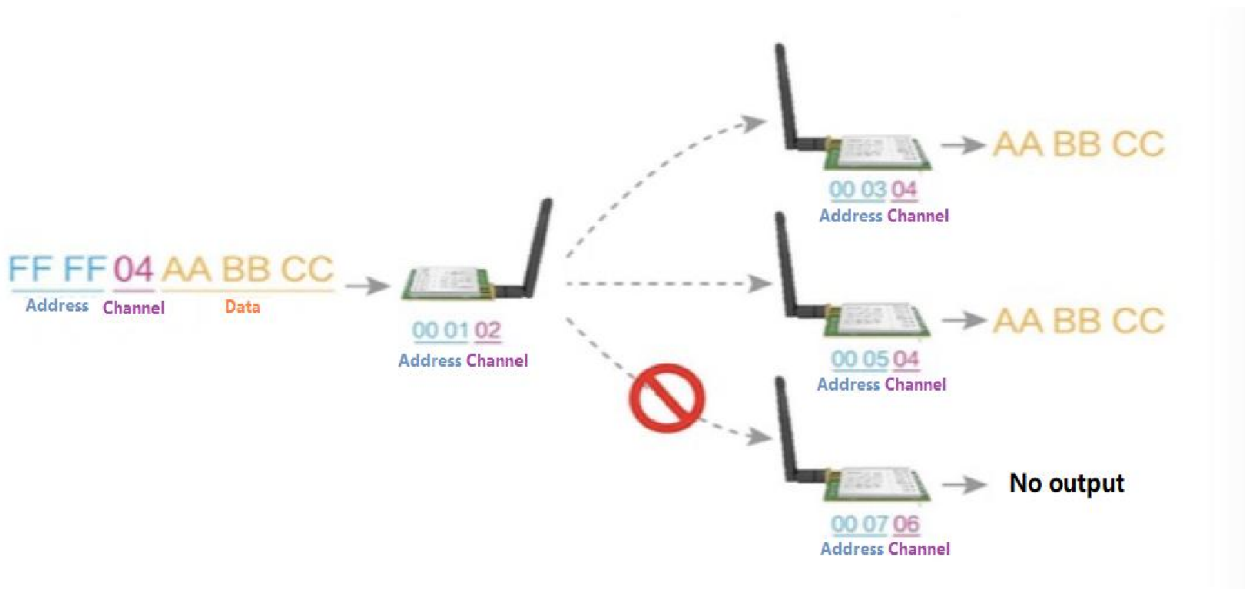 FF FF 04 AA BB CC
Address Channel Data
00 01 02
Address Channel
AA BB CC
00 03 04
Address Channel
AA BB CC
00 05 04
Address Channel
No output
00 07 06
Address Channel